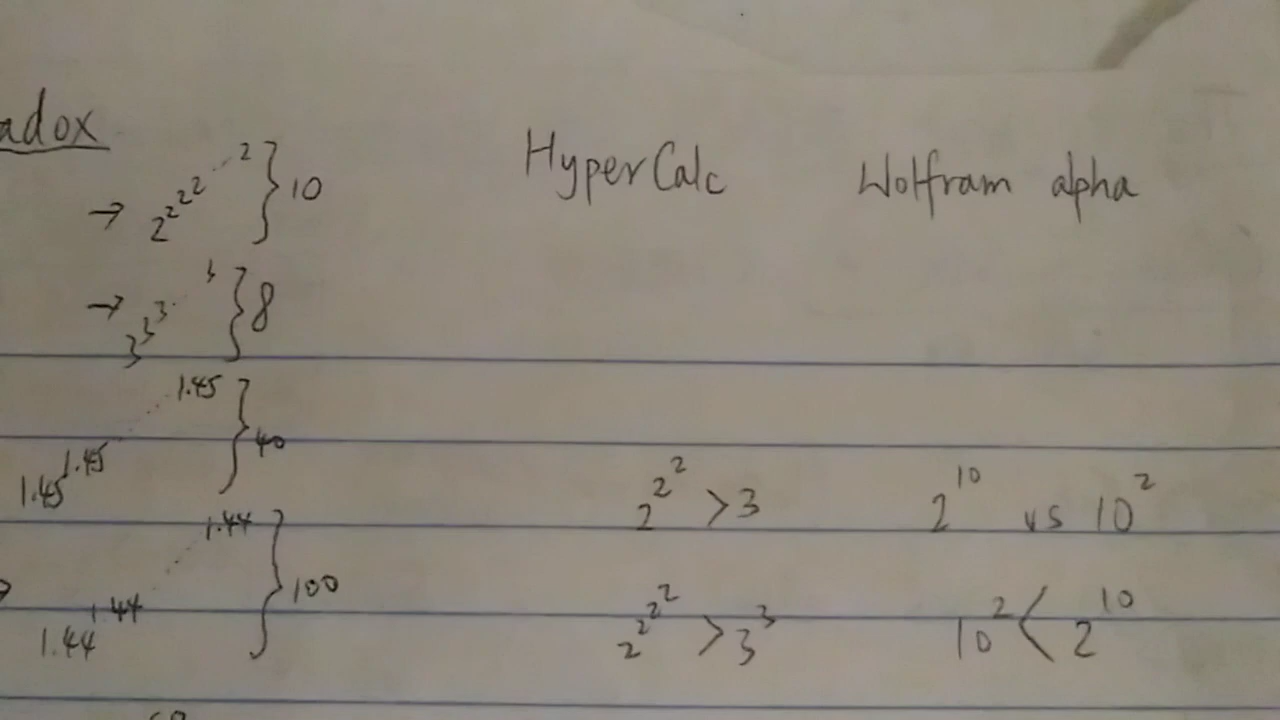 adox
HyperCalc Wolfram alpha
→ 2^2^2^2^⋰^2 } 10
→ 3^3^3^⋰^3 } 8
1.45^1.45^⋰^1.45 } 40
2^2^2 > 3 2^10 vs 10^2
1.44^1.44^⋰^1.44 } 100
2^2^2^2 > 3^3 10^2 < 2^10